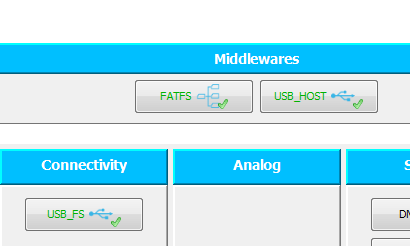 Middlewares
FATFS
USB_HOST
Connectivity
Analog
USB_FS